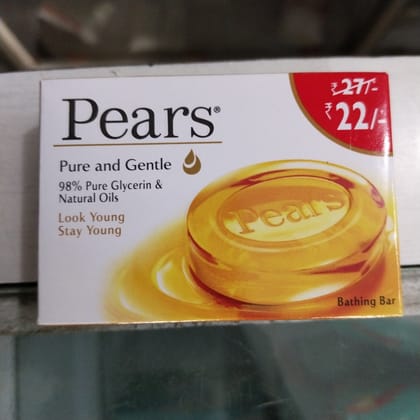 ₹27/-
₹22/-
Pears®
Pure and Gentle
98% Pure Glycerin &
Natural Oils
Look Young
Stay Young
Pears
Bathing Bar